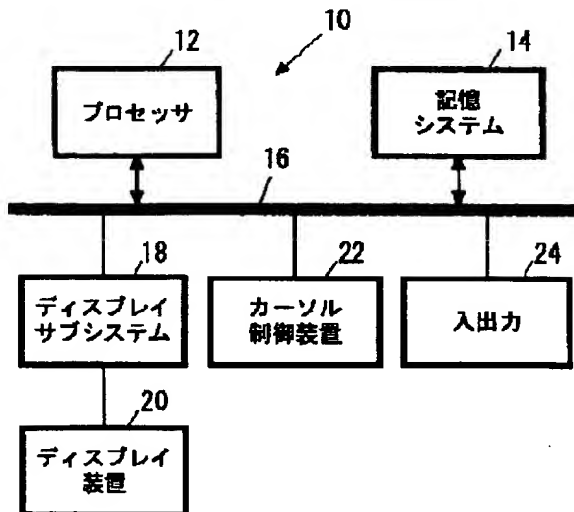 10
12
14
プロセッサ
記憶
システム
16
18
22
24
ディスプレイ
サブシステム
カーソル
制御装置
入出力
20
ディスプレイ
装置